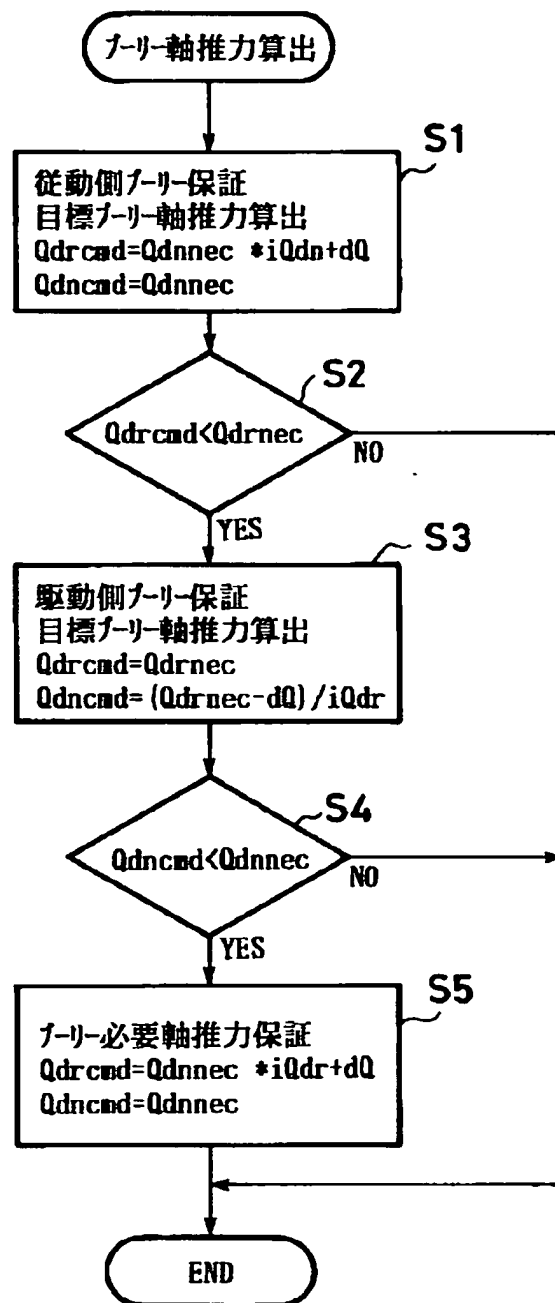 プーリー軸推力算出
S1
従動側プーリー保証
目標プーリー軸推力算出
Qdrcmd=Qdnnec *iQdn+dQ
Qdncmd=Qdnnec
S2
Qdrcmd<Qdrnec
NO
YES
S3
駆動側プーリー保証
目標プーリー軸推力算出
Qdrcmd=Qdrnec
Qdncmd=(Qdrnec-dQ)/iQdr
S4
Qdncmd<Qdnnec
NO
YES
S5
プーリー必要軸推力保証
Qdrcmd=Qdnnec *iQdr+dQ
Qdncmd=Qdnnec
END